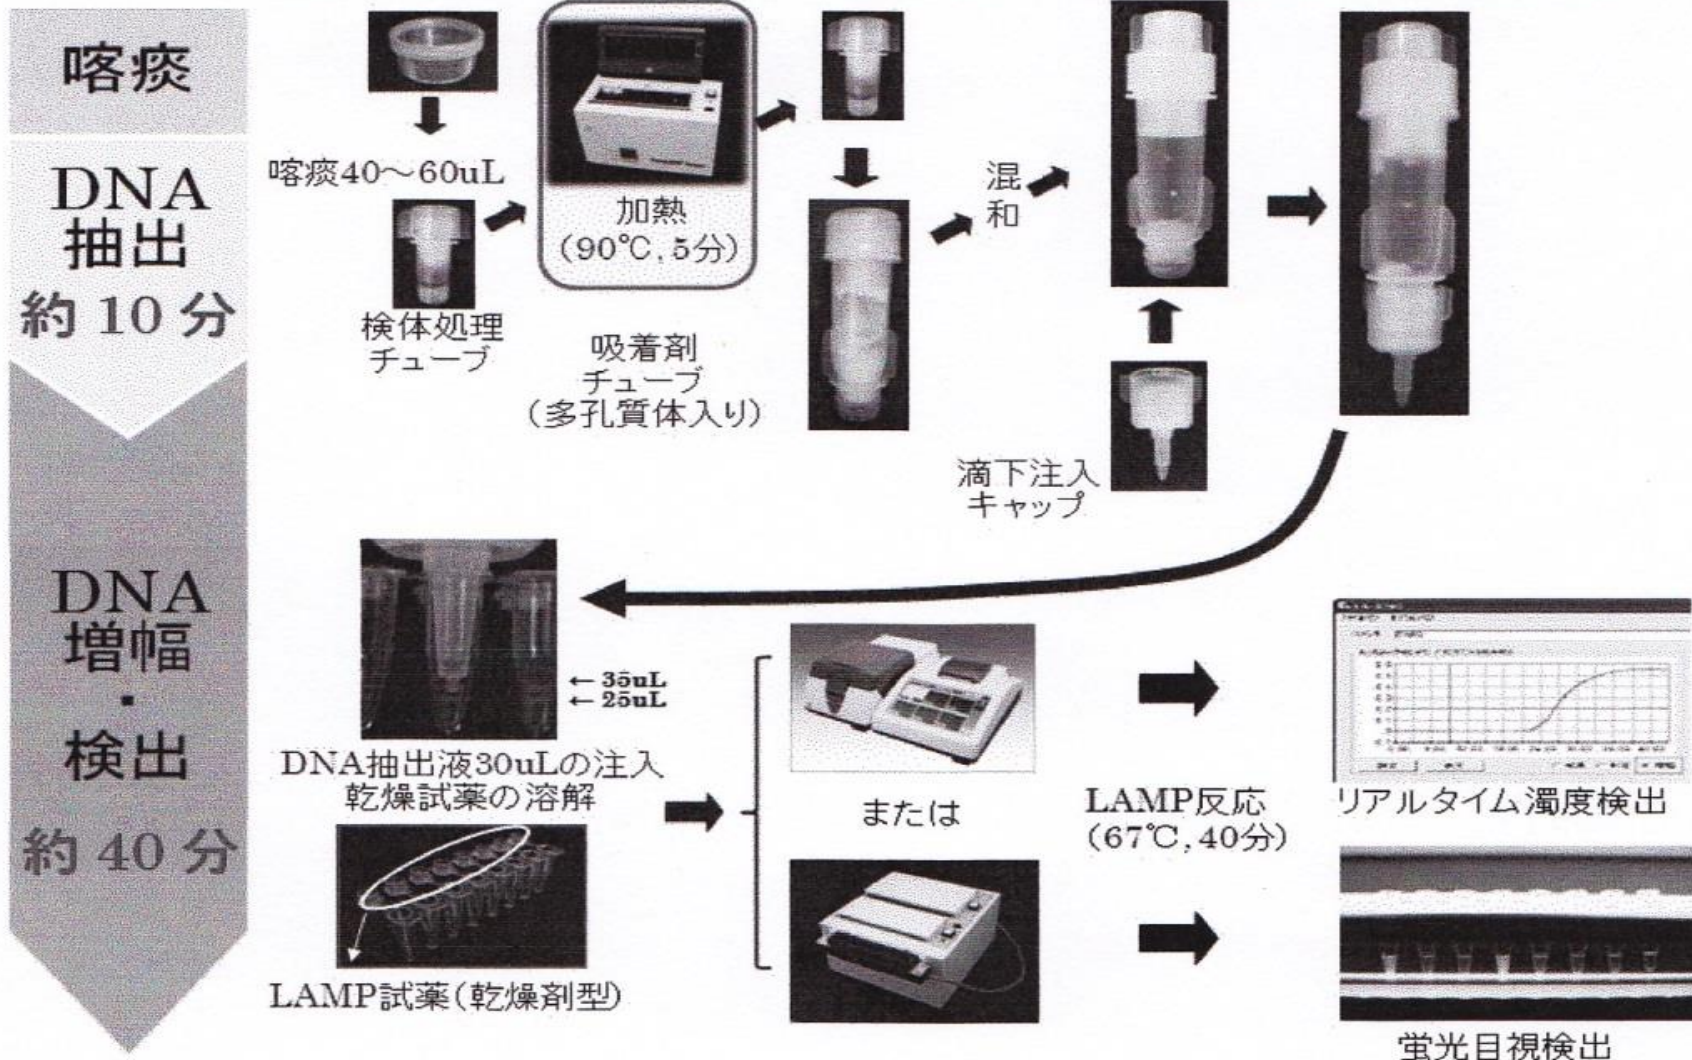 喀痰
DNA
抽出
約10分
DNA
増幅
・
検出
約40分
喀痰40～60uL
検体処理
チューブ
加熱
(90℃,5分)
吸着剤
チューブ
(多孔質体入り)
混
和
滴下注入
キャップ
← 35uL
← 25uL
DNA抽出液30uLの注入
乾燥試薬の溶解
LAMP試薬(乾燥剤型)
または
LAMP反応
(67℃,40分)
リアルタイム濁度検出
蛍光目視検出